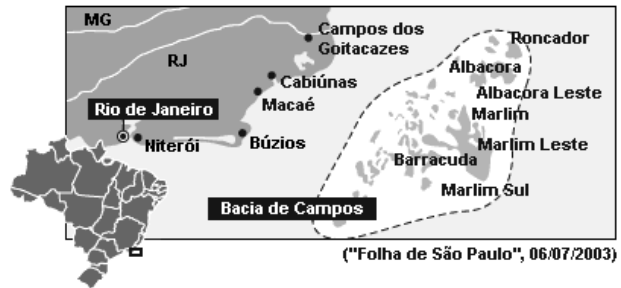 MG
Campos dos
Goitacazes
Roncador
RJ
Albacora
Cabiúnas
Albacora Leste
Rio de Janeiro
Macaé
Marlim
Niterói
Búzios
Marlim Leste
Barracuda
Marlim Sul
Bacia de Campos
("Folha de São Paulo", 06/07/2003)